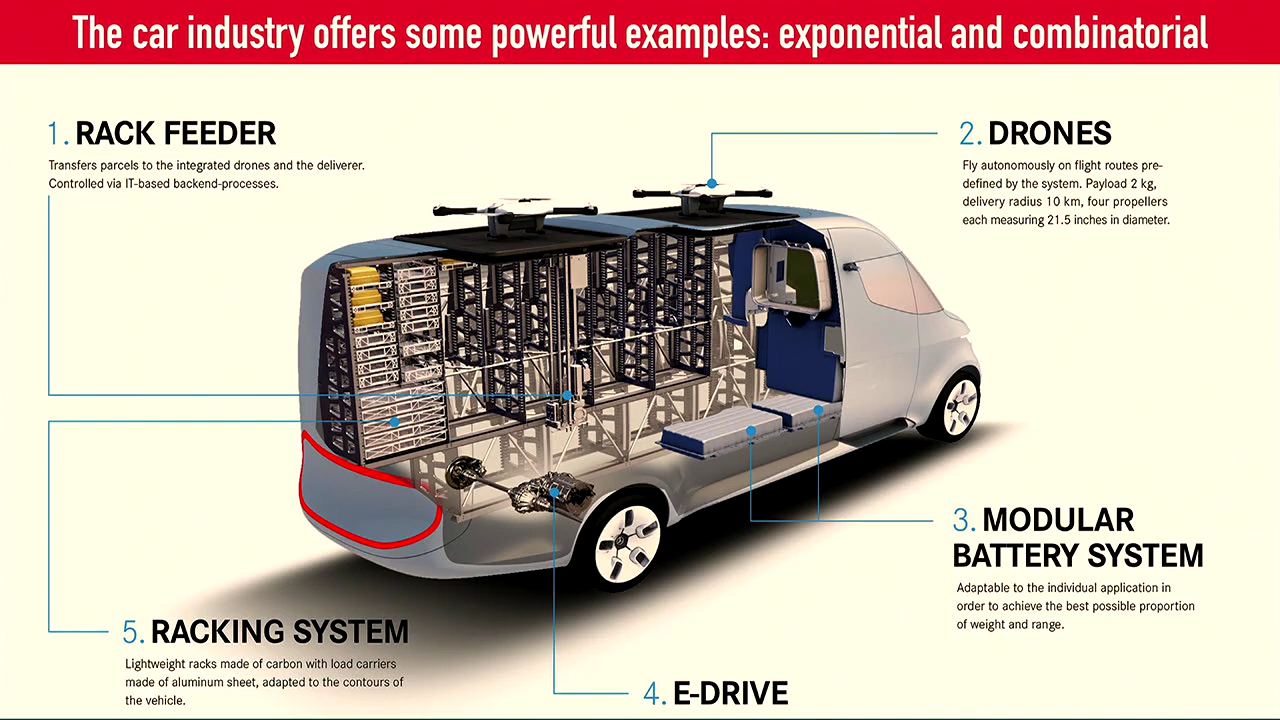 The car industry offers some powerful examples: exponential and combinatorial
1. RACK FEEDER
Transfers parcels to the integrated drones and the deliverer.
Controlled via IT-based backend-processes.
2. DRONES
Fly autonomously on flight routes pre-
defined by the system. Payload 2 kg,
delivery radius 10 km, four propellers
each measuring 21.5 inches in diameter.
3. MODULAR
BATTERY SYSTEM
Adaptable to the individual application in
order to achieve the best possible proportion
of weight and range.
5. RACKING SYSTEM
Lightweight racks made of carbon with load carriers
made of aluminum sheet, adapted to the contours of
the vehicle.
4. E-DRIVE